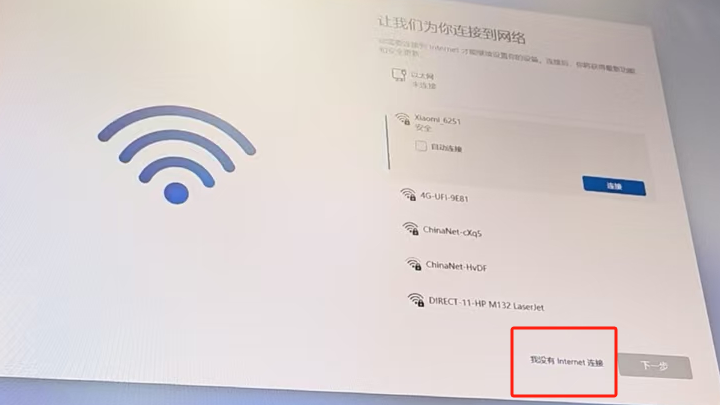 让我们为你连接到网络
你需要连接到 Internet 才能继续设置你的设备。连接后，你将获得最新功能
和安全更新。
以太网
未连接
Xiaomi_6251
安全
自动连接
连接
4G-UFI-9E81
ChinaNet-cXq5
ChinaNet-HvDF
DIRECT-11-HP M132 LaserJet
我没有 Internet 连接
下一步